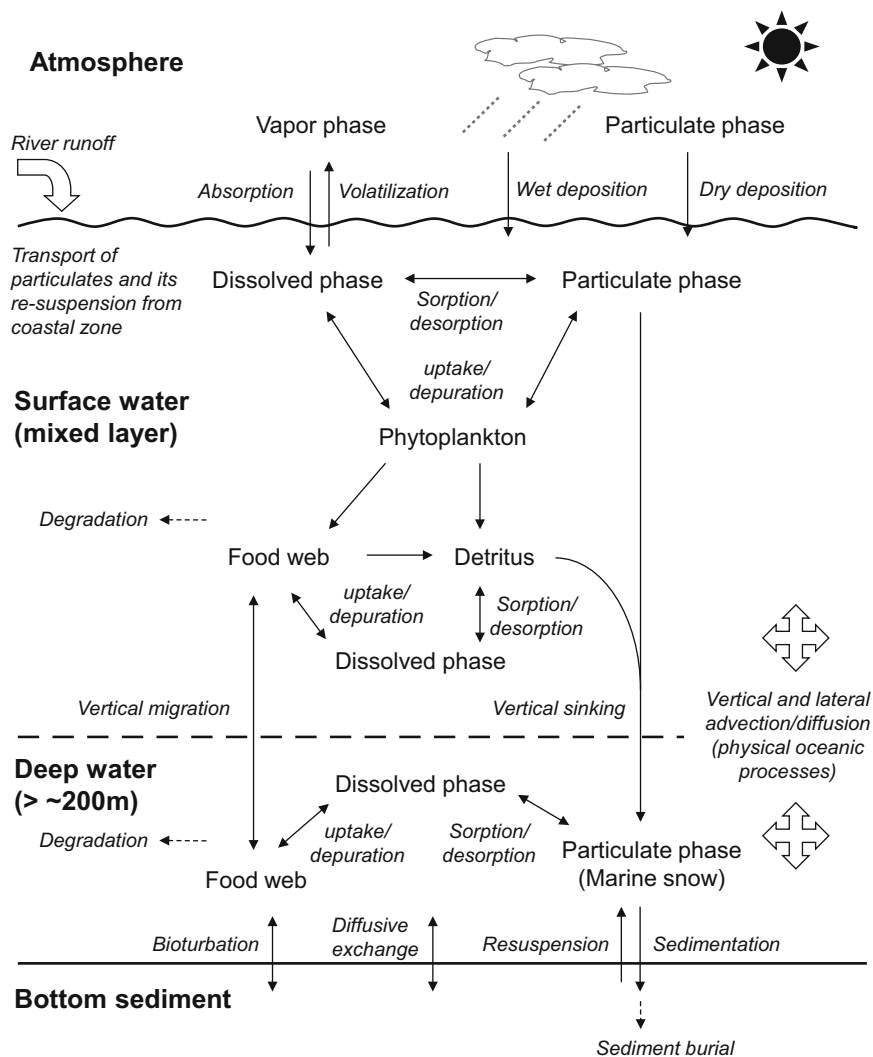 Atmosphere
Vapor phase
Particulate phase
River runoff
Absorption
Volatilization
Wet deposition
Dry deposition
Transport of
particulates and its
re-suspension from
coastal zone
Dissolved phase
Particulate phase
Sorption/
desorption
uptake/
depuration
Surface water
(mixed layer)
Phytoplankton
Degradation
Food web
Detritus
uptake/
depuration
Sorption/
desorption
Dissolved phase
Vertical migration
Vertical sinking
Vertical and lateral
advection/diffusion
(physical oceanic
processes)
Deep water
(> ~200m)
Dissolved phase
Degradation
uptake/
depuration
Sorption/
desorption
Particulate phase
(Marine snow)
Food web
Bioturbation
Diffusive
exchange
Resuspension
Sedimentation
Bottom sediment
Sediment burial